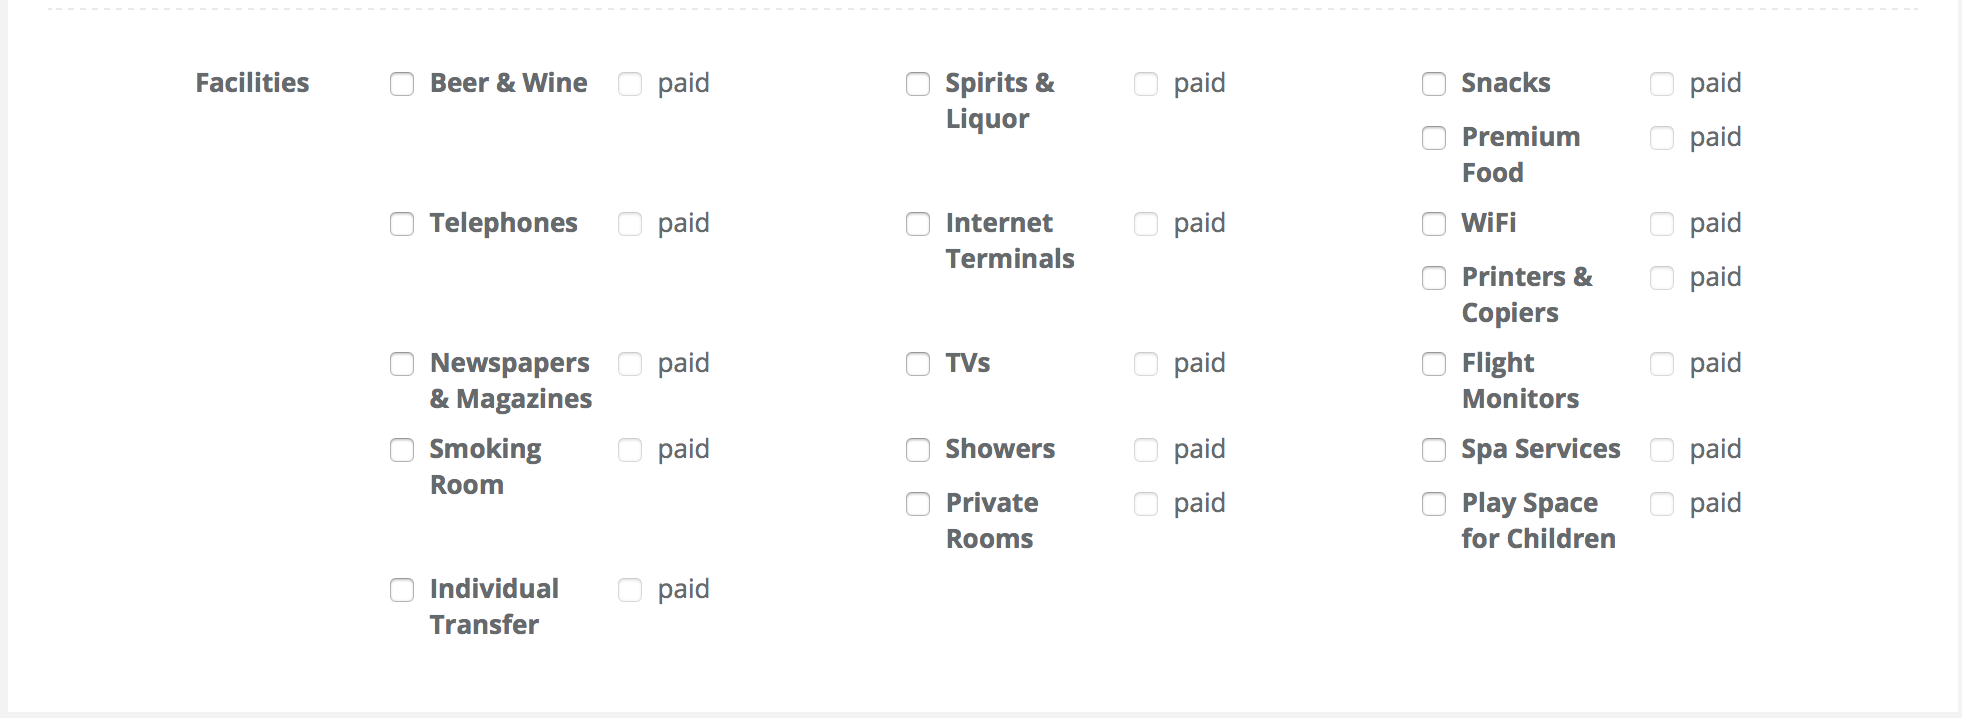 Facilities Beer & Wine paid Spirits & paid Snacks paid
Liquor
Premium paid
Food
Telephones paid Internet paid WiFi paid
Terminals
Printers & paid
Copiers
Newspapers paid TVs paid Flight paid
& Magazines Monitors
Smoking paid Showers paid Spa Services paid
Room
Private paid Play Space paid
Rooms for Children
Individual paid
Transfer